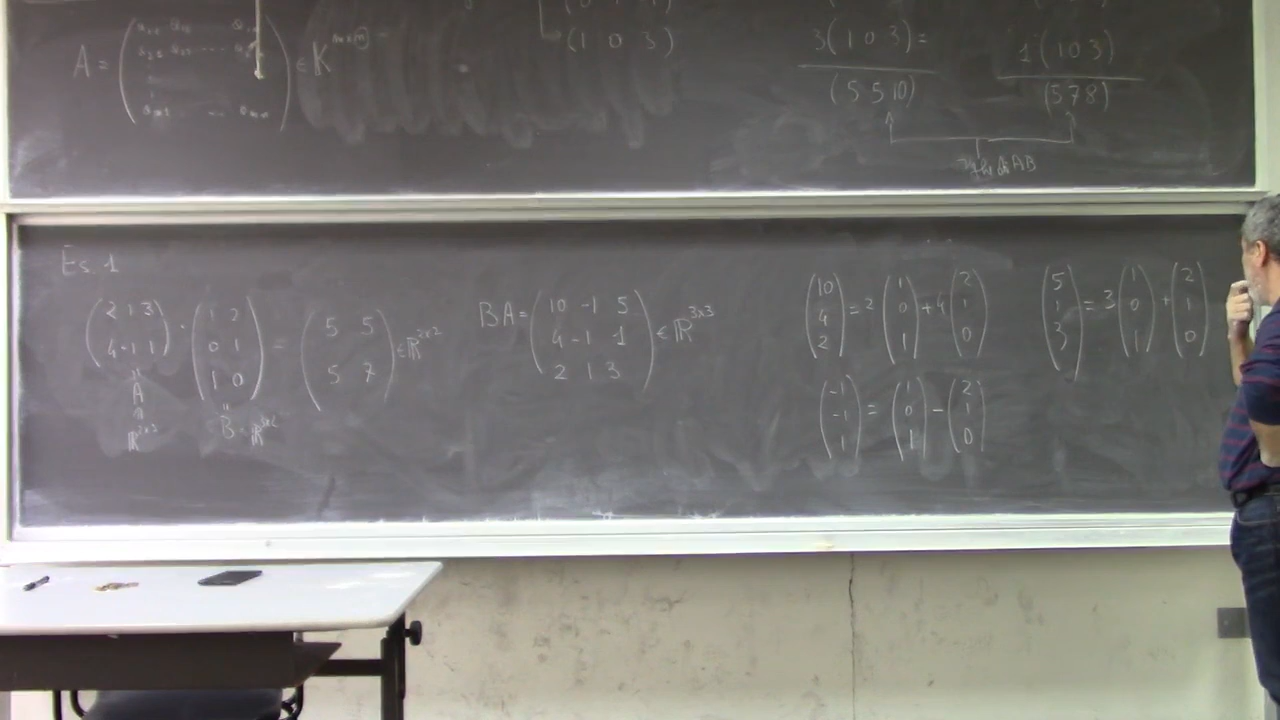 A = ( a₁₁ a₁₂ a₁ₙ
a₂₁ a₂₂ ... a₂ₙ
⋮
aₘ₁ ... aₘₙ ) ∈ K^{m×n}
(1 0 3)
3(1 0 3)=
(5 5 10)
1(1 0 3)
(5 7 8)
AB
Es. 1
(2 1 3) · (1 2) = (5 5) ∈ ℝ^{2×2}
(4 -1 1) (0 1) (5 7)
(1 0)
"
A
ℝ^{2×3}
"
B ∈ ℝ^{3×2}
BA = (10 -1 5) ∈ ℝ^{3×3}
(4 -1 1)
(2 1 3)
(10 4 2) = 2 (1 0 1) + 4 (2 1 0)
(5 1 3) = 3 (1 0 1) + (2 1 0)
(-1 -1 1) = (1 0 1) - (2 1 0)